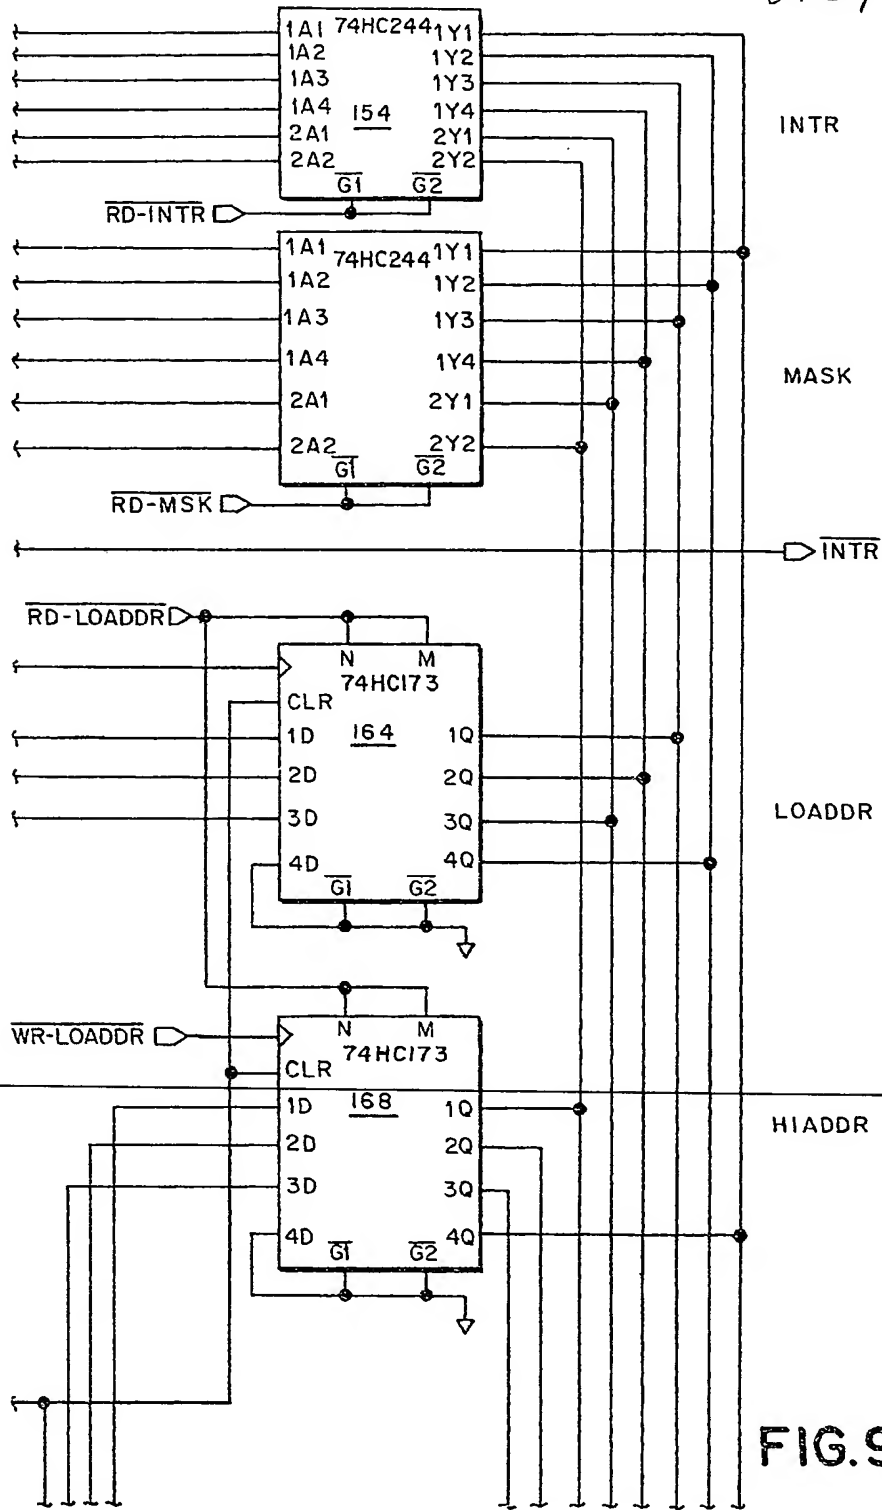 1A1 74HC244 1Y1
1A2 1Y2
1A3 1Y3
1A4 154 1Y4
2A1 2Y1
2A2 2Y2
G1 G2
INTR
RD-INTR
1A1 74HC244 1Y1
1A2 1Y2
1A3 1Y3
1A4 1Y4
2A1 2Y1
2A2 2Y2
G1 G2
MASK
RD-MSK
INTR
RD-LOADDR
N M
74HC173
CLR
1D 164 1Q
2D 2Q
3D 3Q
4D 4Q
G1 G2
LOADDR
N M
WR-LOADDR
74HC173
CLR
1D 168 1Q
2D 2Q
3D 3Q
4D 4Q
G1 G2
HIADDR